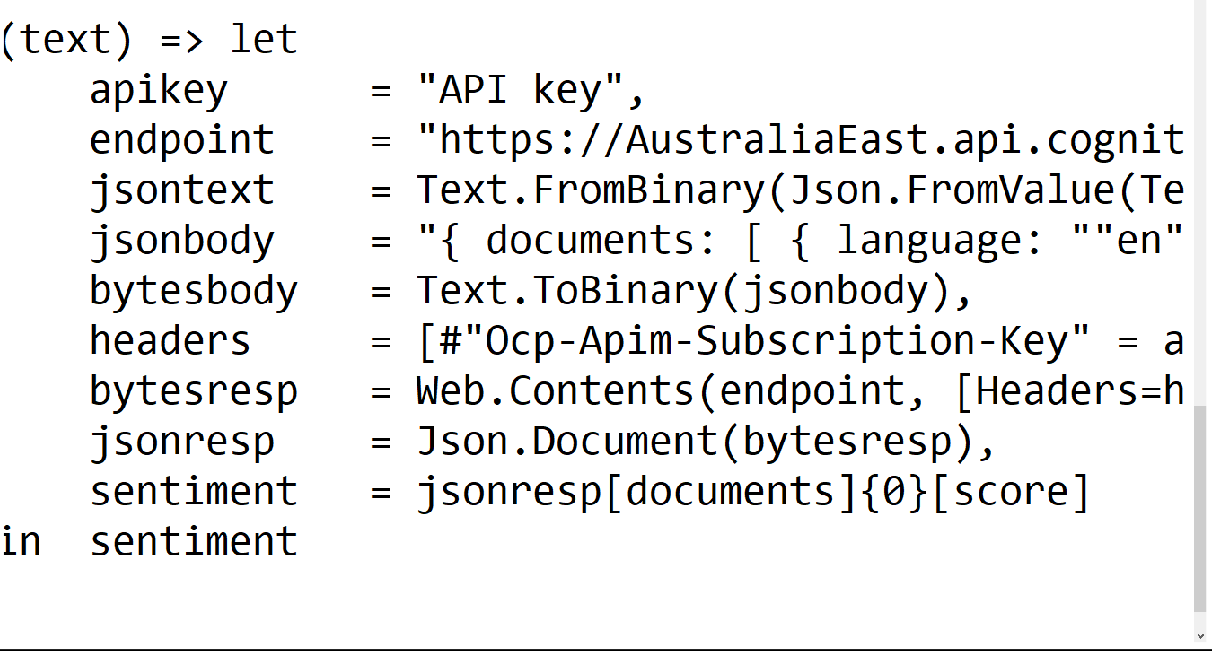 (text) => let
    apikey      = "API key",
    endpoint    = "https://AustraliaEast.api.cognit
    jsontext    = Text.FromBinary(Json.FromValue(Te
    jsonbody    = "{ documents: [ { language: ""en"
    bytesbody   = Text.ToBinary(jsonbody),
    headers     = [#"Ocp-Apim-Subscription-Key" = a
    bytesresp   = Web.Contents(endpoint, [Headers=h
    jsonresp    = Json.Document(bytesresp),
    sentiment   = jsonresp[documents]{0}[score]
in  sentiment